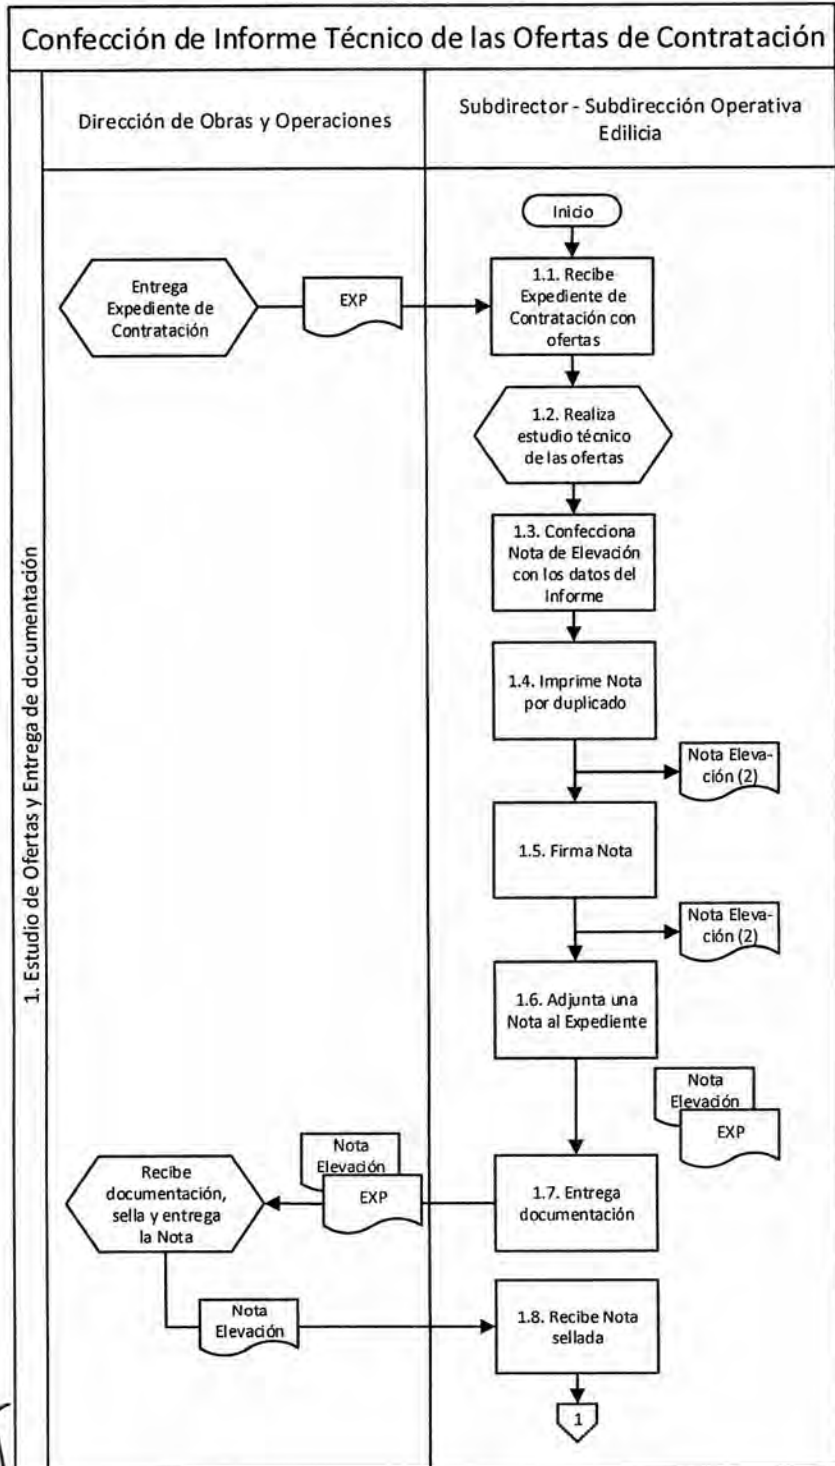 Confección de Informe Técnico de las Ofertas de Contratación
Dirección de Obras y Operaciones
Subdirector - Subdirección Operativa
Edilicia
1. Estudio de Ofertas y Entrega de documentación
Inicio
Entrega
Expediente de
Contratación
EXP
1.1. Recibe
Expediente de
Contratación con
ofertas
1.2. Realiza
estudio técnico
de las ofertas
1.3. Confecciona
Nota de Elevación
con los datos del
Informe
1.4. Imprime Nota
por duplicado
Nota Eleva-
ción (2)
1.5. Firma Nota
Nota Eleva-
ción (2)
1.6. Adjunta una
Nota al Expediente
Nota
Elevación
EXP
Recibe
documentación,
sella y entrega
la Nota
Nota
Elevación
EXP
1.7. Entrega
documentación
Nota
Elevación
1.8. Recibe Nota
sellada
1